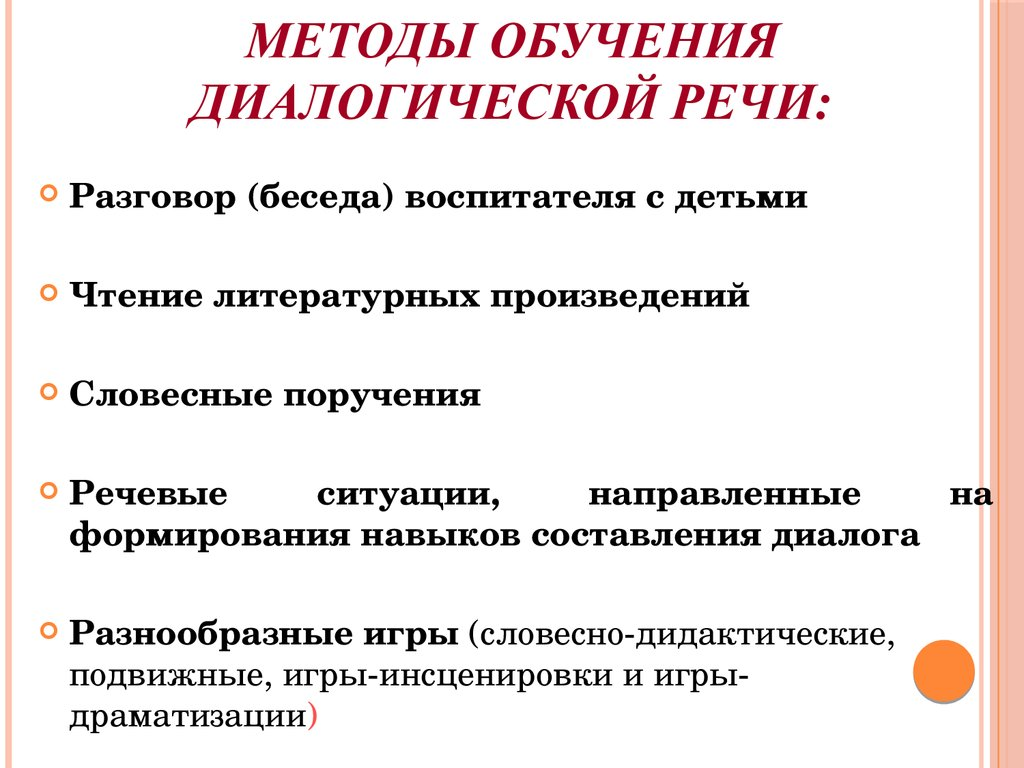 МЕТОДЫ ОБУЧЕНИЯ
ДИАЛОГИЧЕСКОЙ РЕЧИ:
Разговор (беседа) воспитателя с детьми
Чтение литературных произведений
Словесные поручения
Речевые ситуации, направленные на
формирования навыков составления диалога
Разнообразные игры (словесно-дидактические,
подвижные, игры-инсценировки и игры-
драматизации)